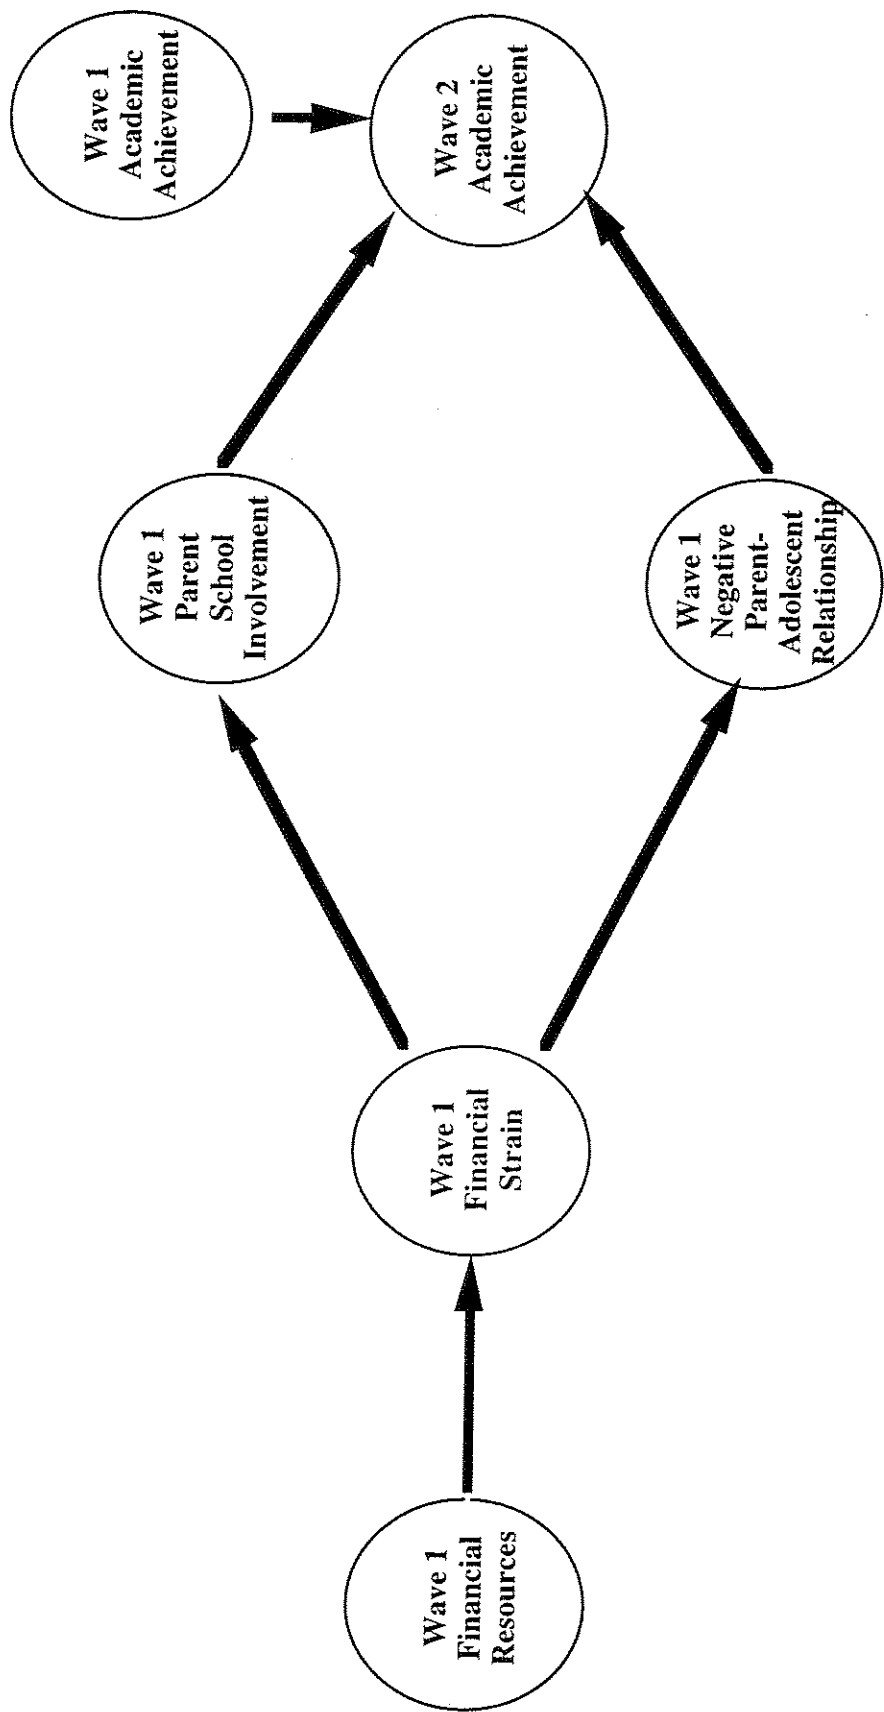 Wave 1
Financial
Resources
Wave 1
Financial
Strain
Wave 1
Parent
School
Involvement
Wave 1
Negative
Parent-
Adolescent
Relationship
Wave 1
Academic
Achievement
Wave 2
Academic
Achievement